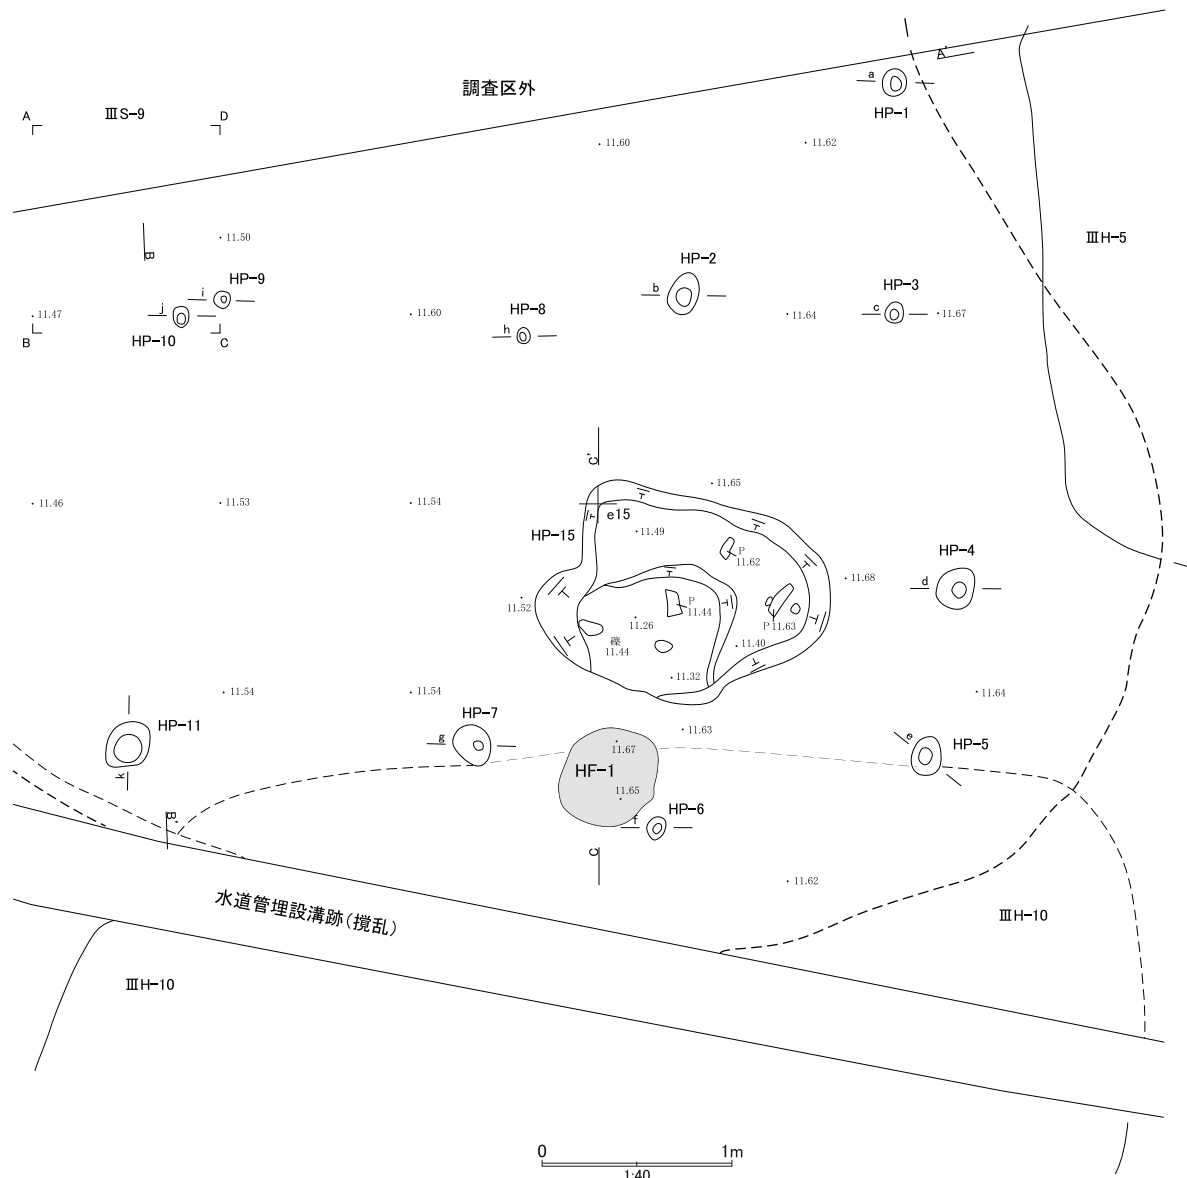 調査区外
A'
a
HP-1
A
ⅢS-9
D
11.60
11.62
B
11.50
ⅢH-5
HP-2
HP-9
i
j
HP-10
b
HP-3
c
11.67
11.47
11.60
HP-8
h
11.64
B
C
C'
11.65
11.46
11.53
11.54
e15
HP-15
11.49
P
11.62
HP-4
d
11.68
11.52
P
11.44
11.26
P 11.63
礫
11.44
11.40
11.32
11.54
11.54
11.64
HP-11
k
HP-7
g
11.63
e
HP-5
11.67
HF-1
11.65
HP-6
f
B'
C
11.62
水道管埋設溝跡(撹乱)
ⅢH-10
ⅢH-10
0
1m
1:40